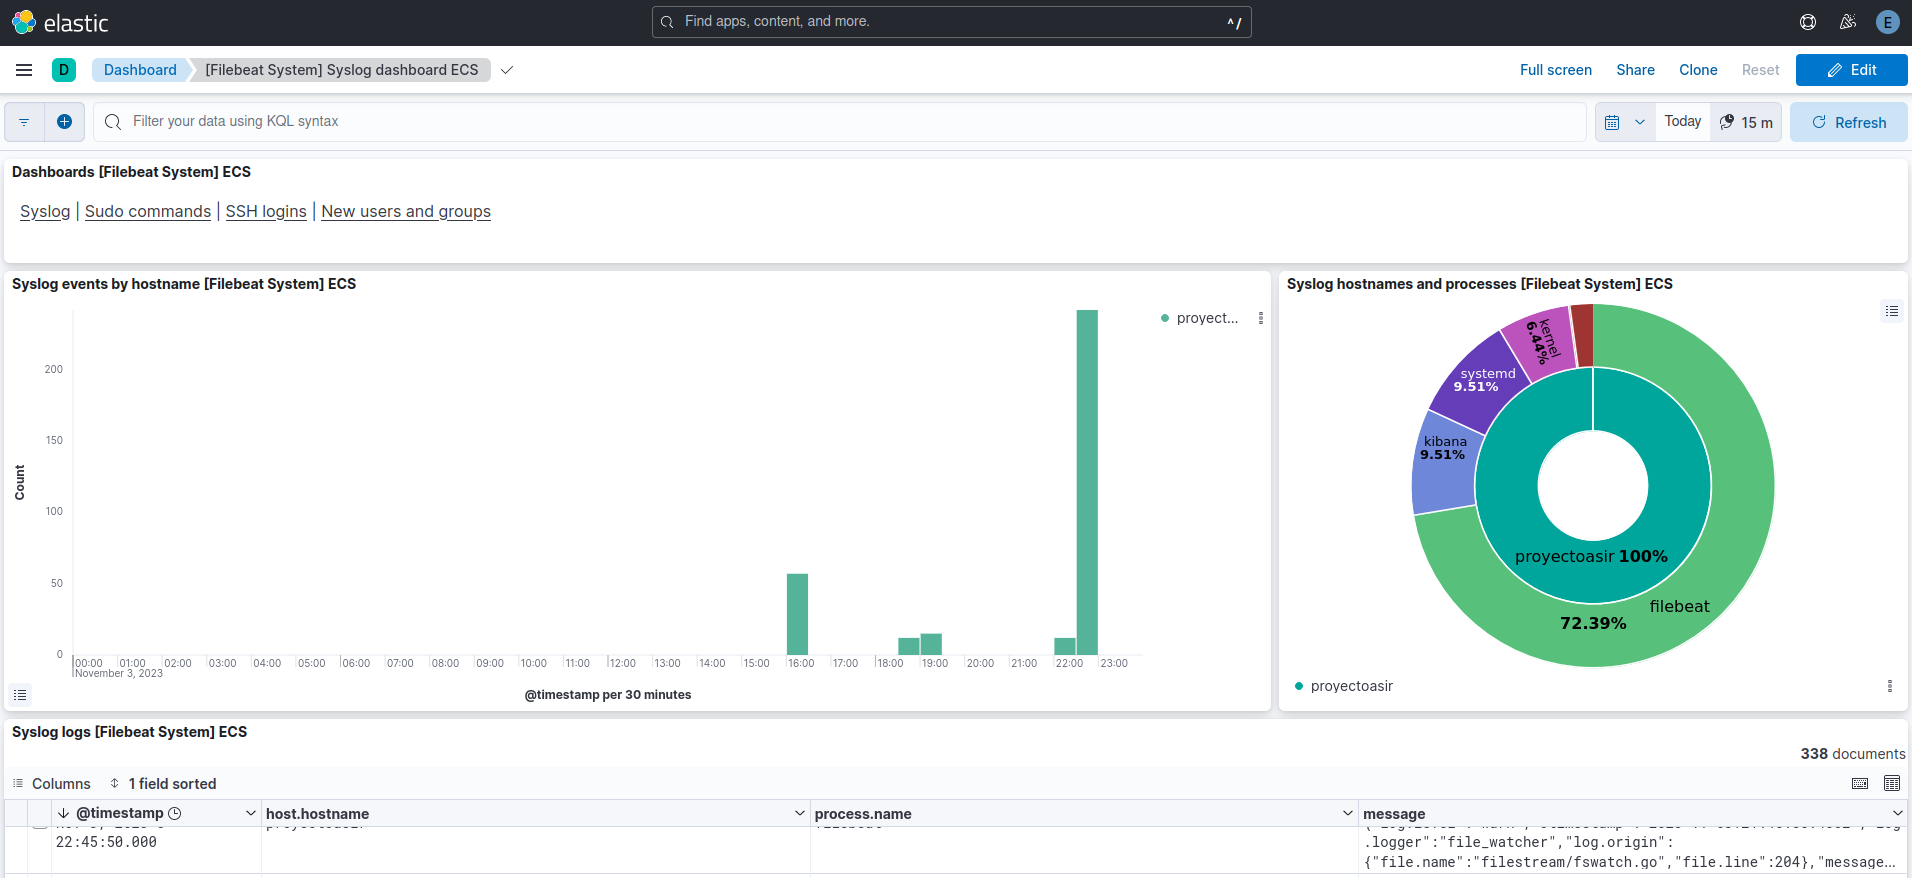 elastic
Find apps, content, and more.
^ /
E
D
Dashboard
[Filebeat System] Syslog dashboard ECS
Full screen
Share
Clone
Reset
Edit
Filter your data using KQL syntax
Today
15 m
Refresh
Dashboards [Filebeat System] ECS
Syslog | Sudo commands | SSH logins | New users and groups
Syslog events by hostname [Filebeat System] ECS
proyect...
200
150
100
50
0
Count
00:00 01:00 02:00 03:00 04:00 05:00 06:00 07:00 08:00 09:00 10:00 11:00 12:00 13:00 14:00 15:00 16:00 17:00 18:00 19:00 20:00 21:00 22:00 23:00
November 3, 2023
@timestamp per 30 minutes
Syslog hostnames and processes [Filebeat System] ECS
kernel
6.44%
systemd
9.51%
kibana
9.51%
proyectoasir 100%
filebeat
72.39%
proyectoasir
Syslog logs [Filebeat System] ECS
338 documents
Columns
1 field sorted
@timestamp
host.hostname
process.name
message
22:45:50.000
.logger":"file_watcher","log.origin":
{"file.name":"filestream/fswatch.go","file.line":204},"message...